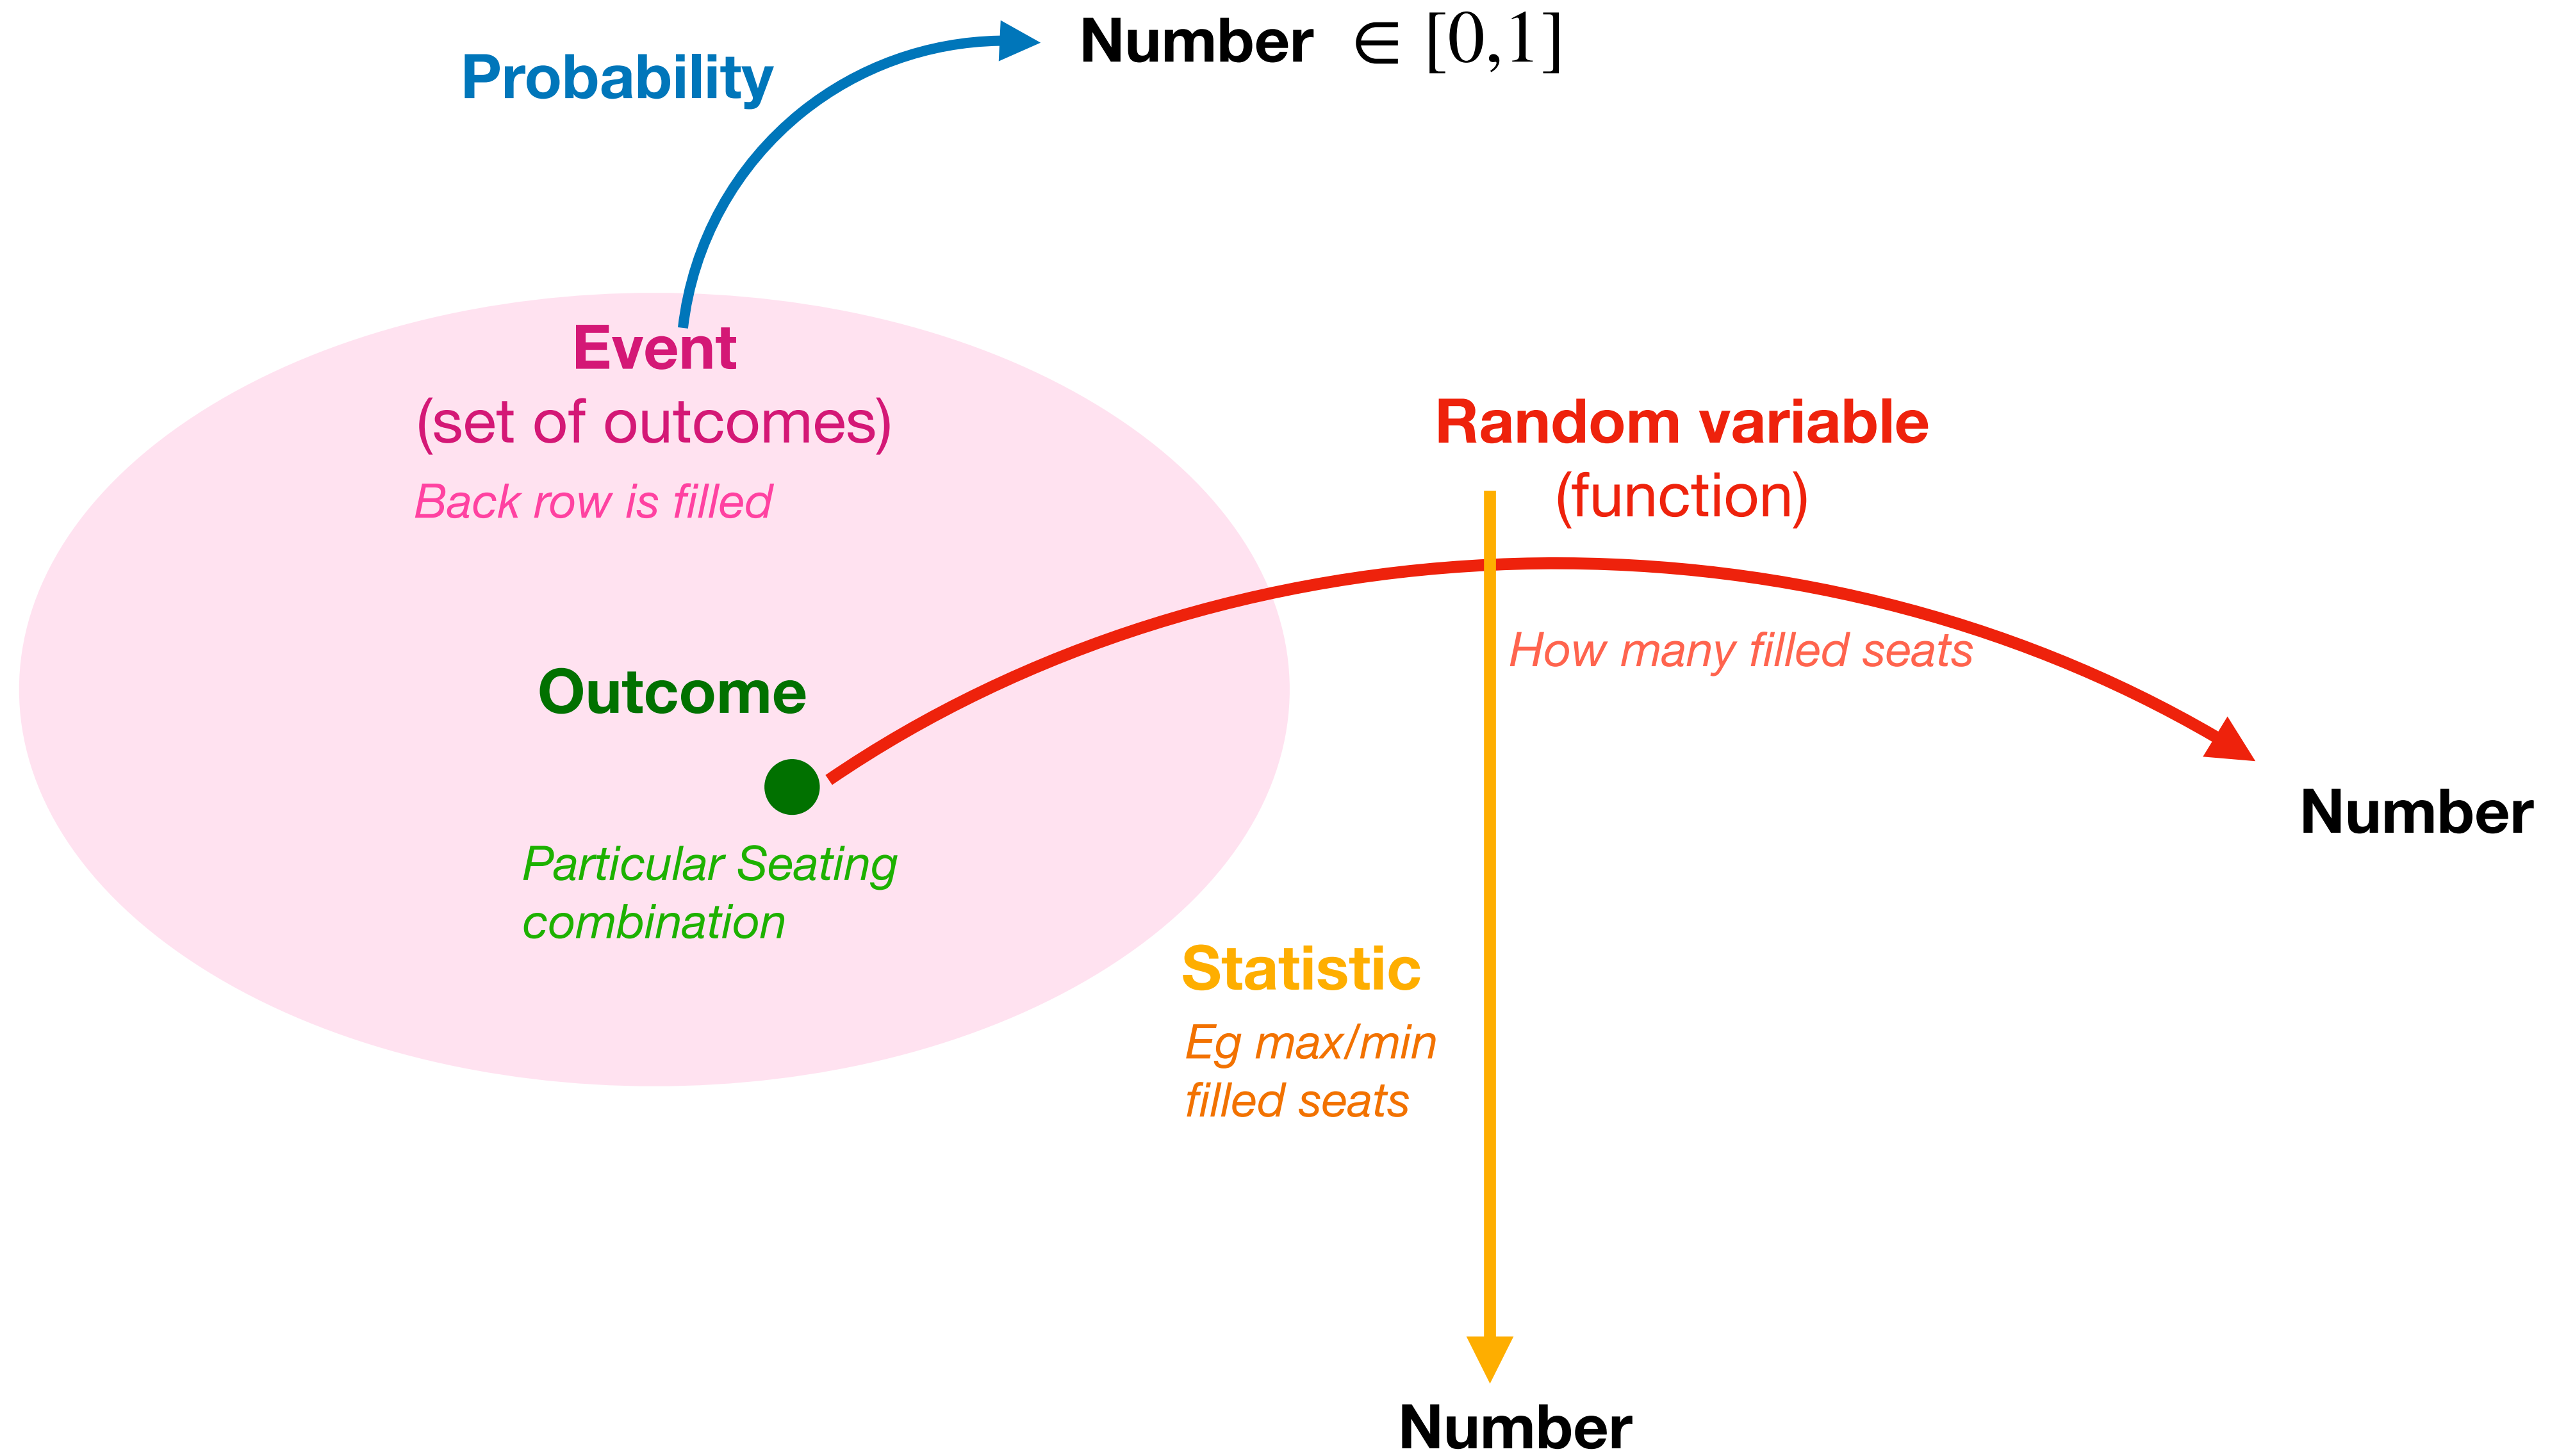 Number ∈ [0,1]
Probability
Event
(set of outcomes)
Back row is filled
Random variable
(function)
How many filled seats
Outcome
Number
Particular Seating
combination
Statistic
Eg max/min
filled seats
Number